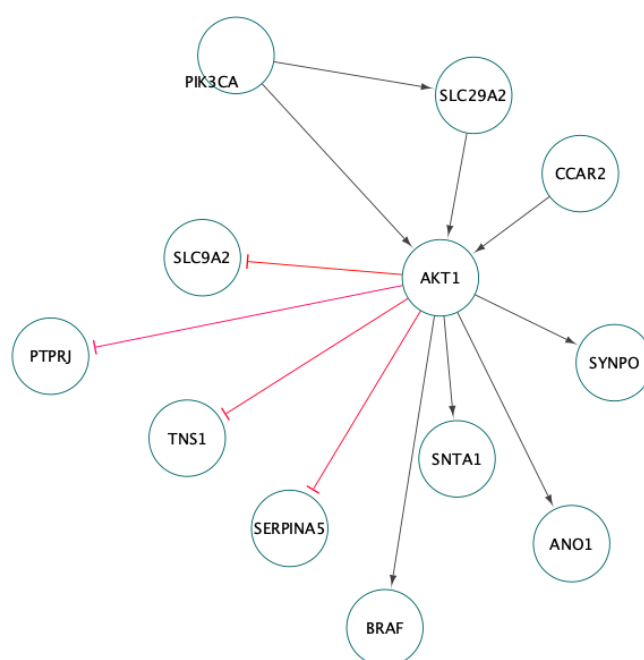 PIK3CA
SLC29A2
CCAR2
SLC9A2
AKT1
PTPRJ
SYNPO
TNS1
SNTA1
SERPINA5
ANO1
BRAF